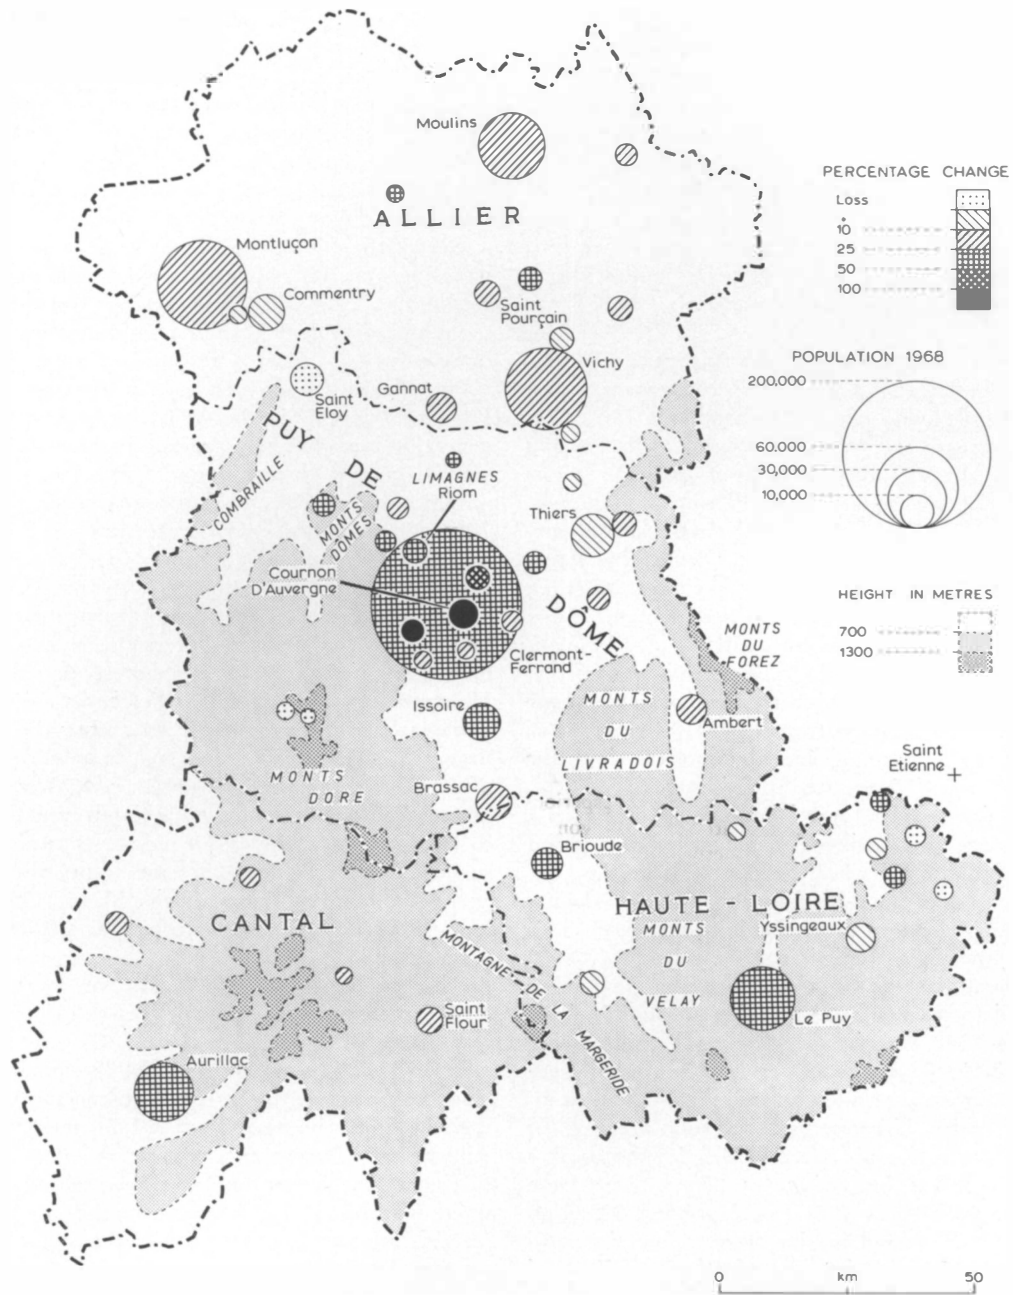 Moulins
ALLIER
Montluçon
Commentry
Saint
Pourçain
Vichy
Gannat
Saint
Eloy
PUY
DE
DÔME
COMBRAILLE
LIMAGNES
Riom
MONTS
DÔMES
Thiers
Cournon
D'Auvergne
Clermont-
Ferrand
MONTS
DU
FOREZ
Issoire
MONTS
DU
LIVRADOIS
Ambert
MONTS
DORE
Brassac
Saint
Etienne
Brioude
CANTAL
HAUTE - LOIRE
Yssingeaux
MONTS
DU
VELAY
MONTAGNE DE LA MARGERIDE
Saint
Flour
Le Puy
Aurillac
PERCENTAGE CHANGE
Loss
0
10
25
50
100
POPULATION 1968
200,000
60.000
30,000
10,000
HEIGHT IN METRES
700
1300
0 km 50